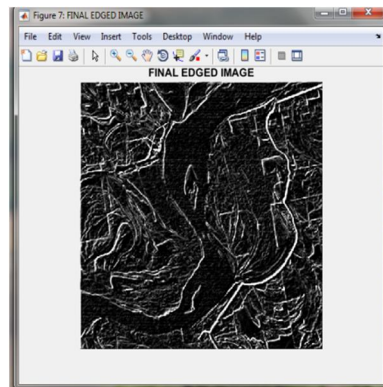 Figure 7: FINAL EDGED IMAGE
File Edit View Insert Tools Desktop Window Help
FINAL EDGED IMAGE